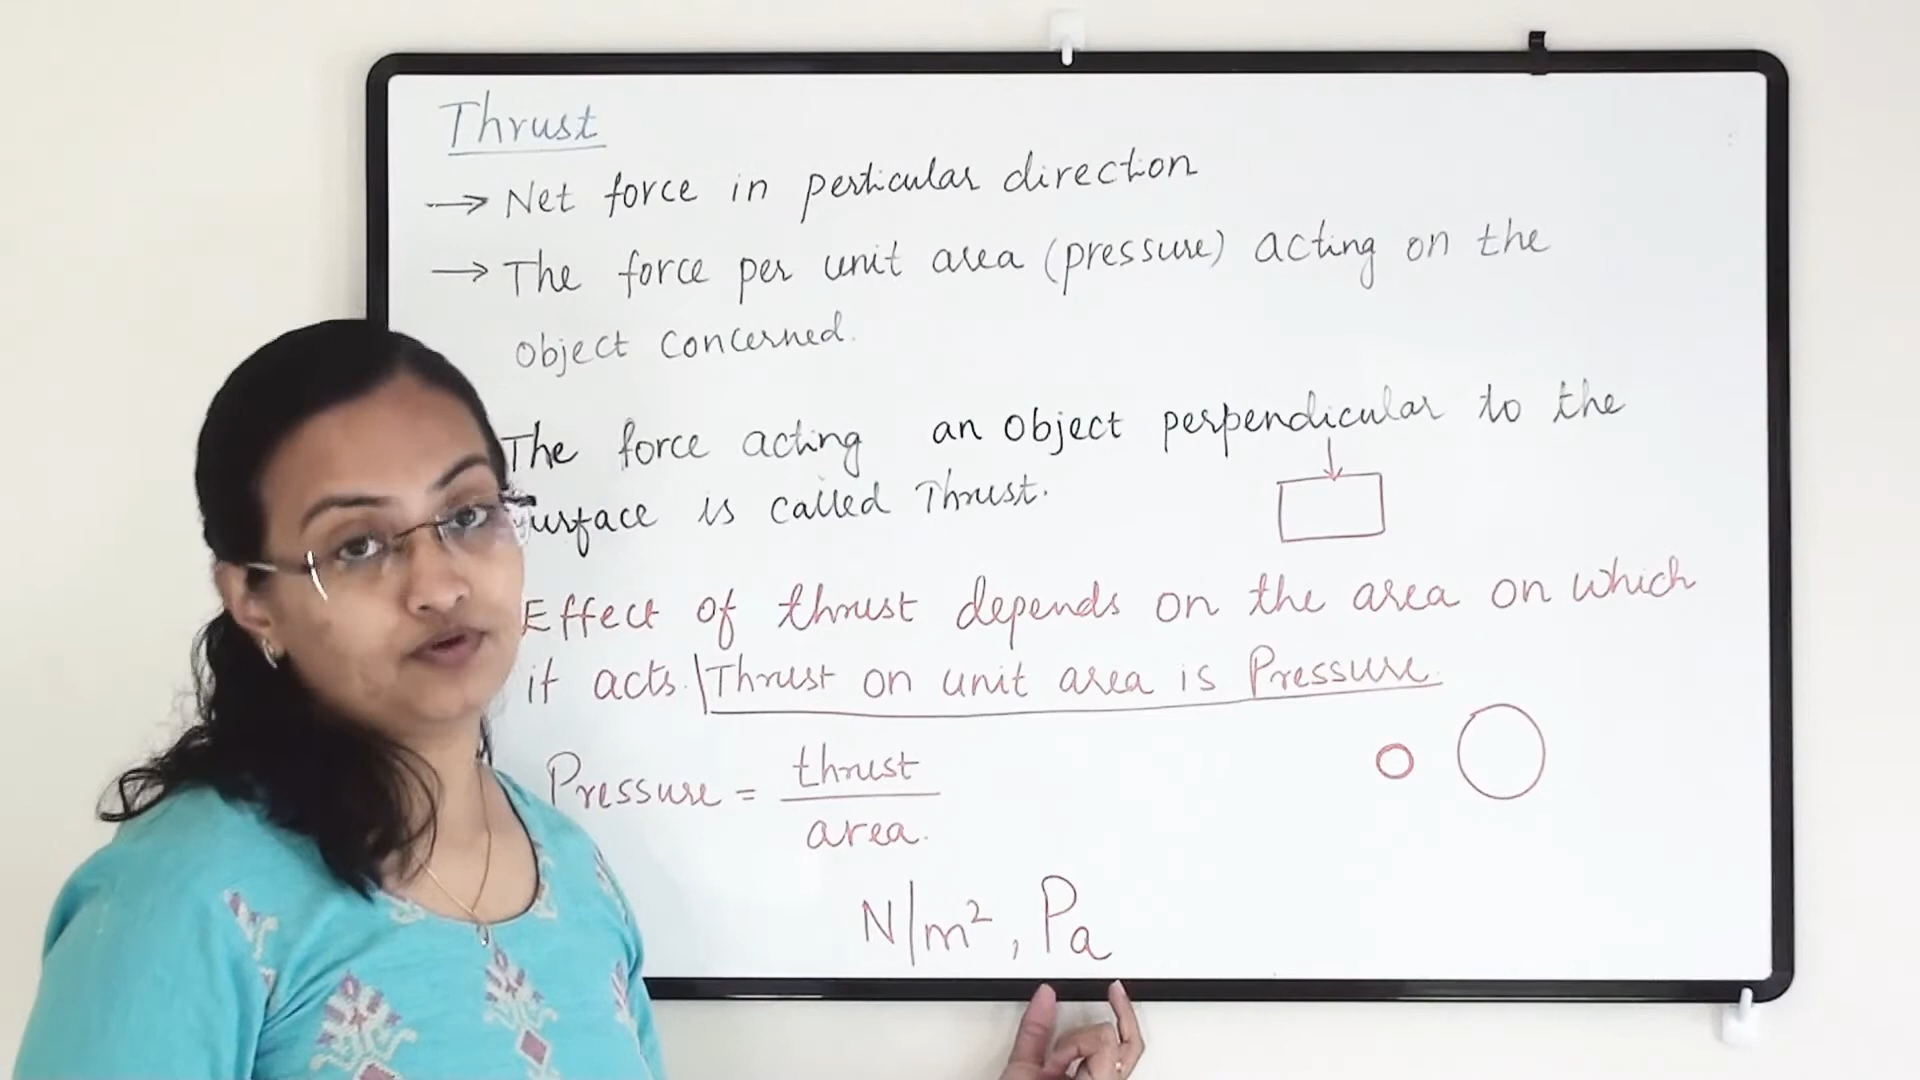 Thrust
→ Net force in perticular direction
→ The force per unit area (pressure) acting on the
object concerned.
The force acting an object perpendicular to the
surface is called Thrust.
Effect of thrust depends on the area on which
it acts. Thrust on unit area is Pressure.
Pressure = thrust
area.
N/m², Pa